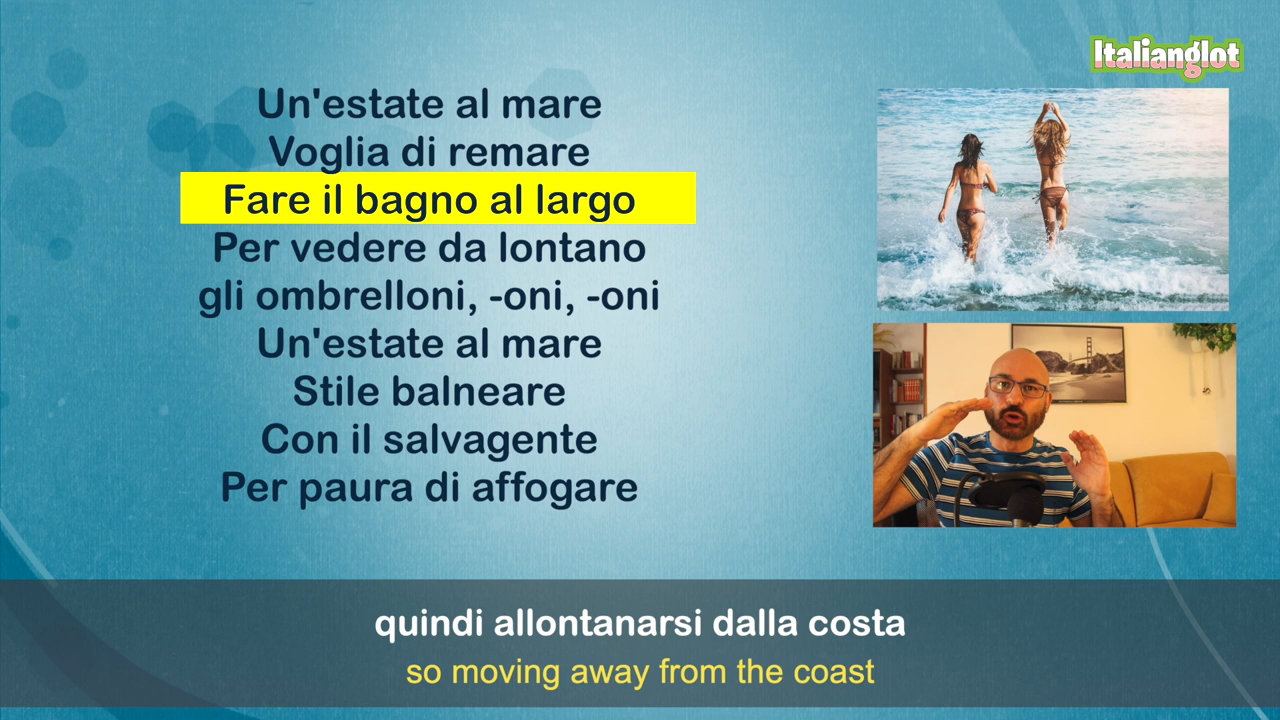 Italianglot
Un'estate al mare
Voglia di remare
Fare il bagno al largo
Per vedere da lontano
gli ombrelloni, -oni, -oni
Un'estate al mare
Stile balneare
Con il salvagente
Per paura di affogare
quindi allontanarsi dalla costa
so moving away from the coast